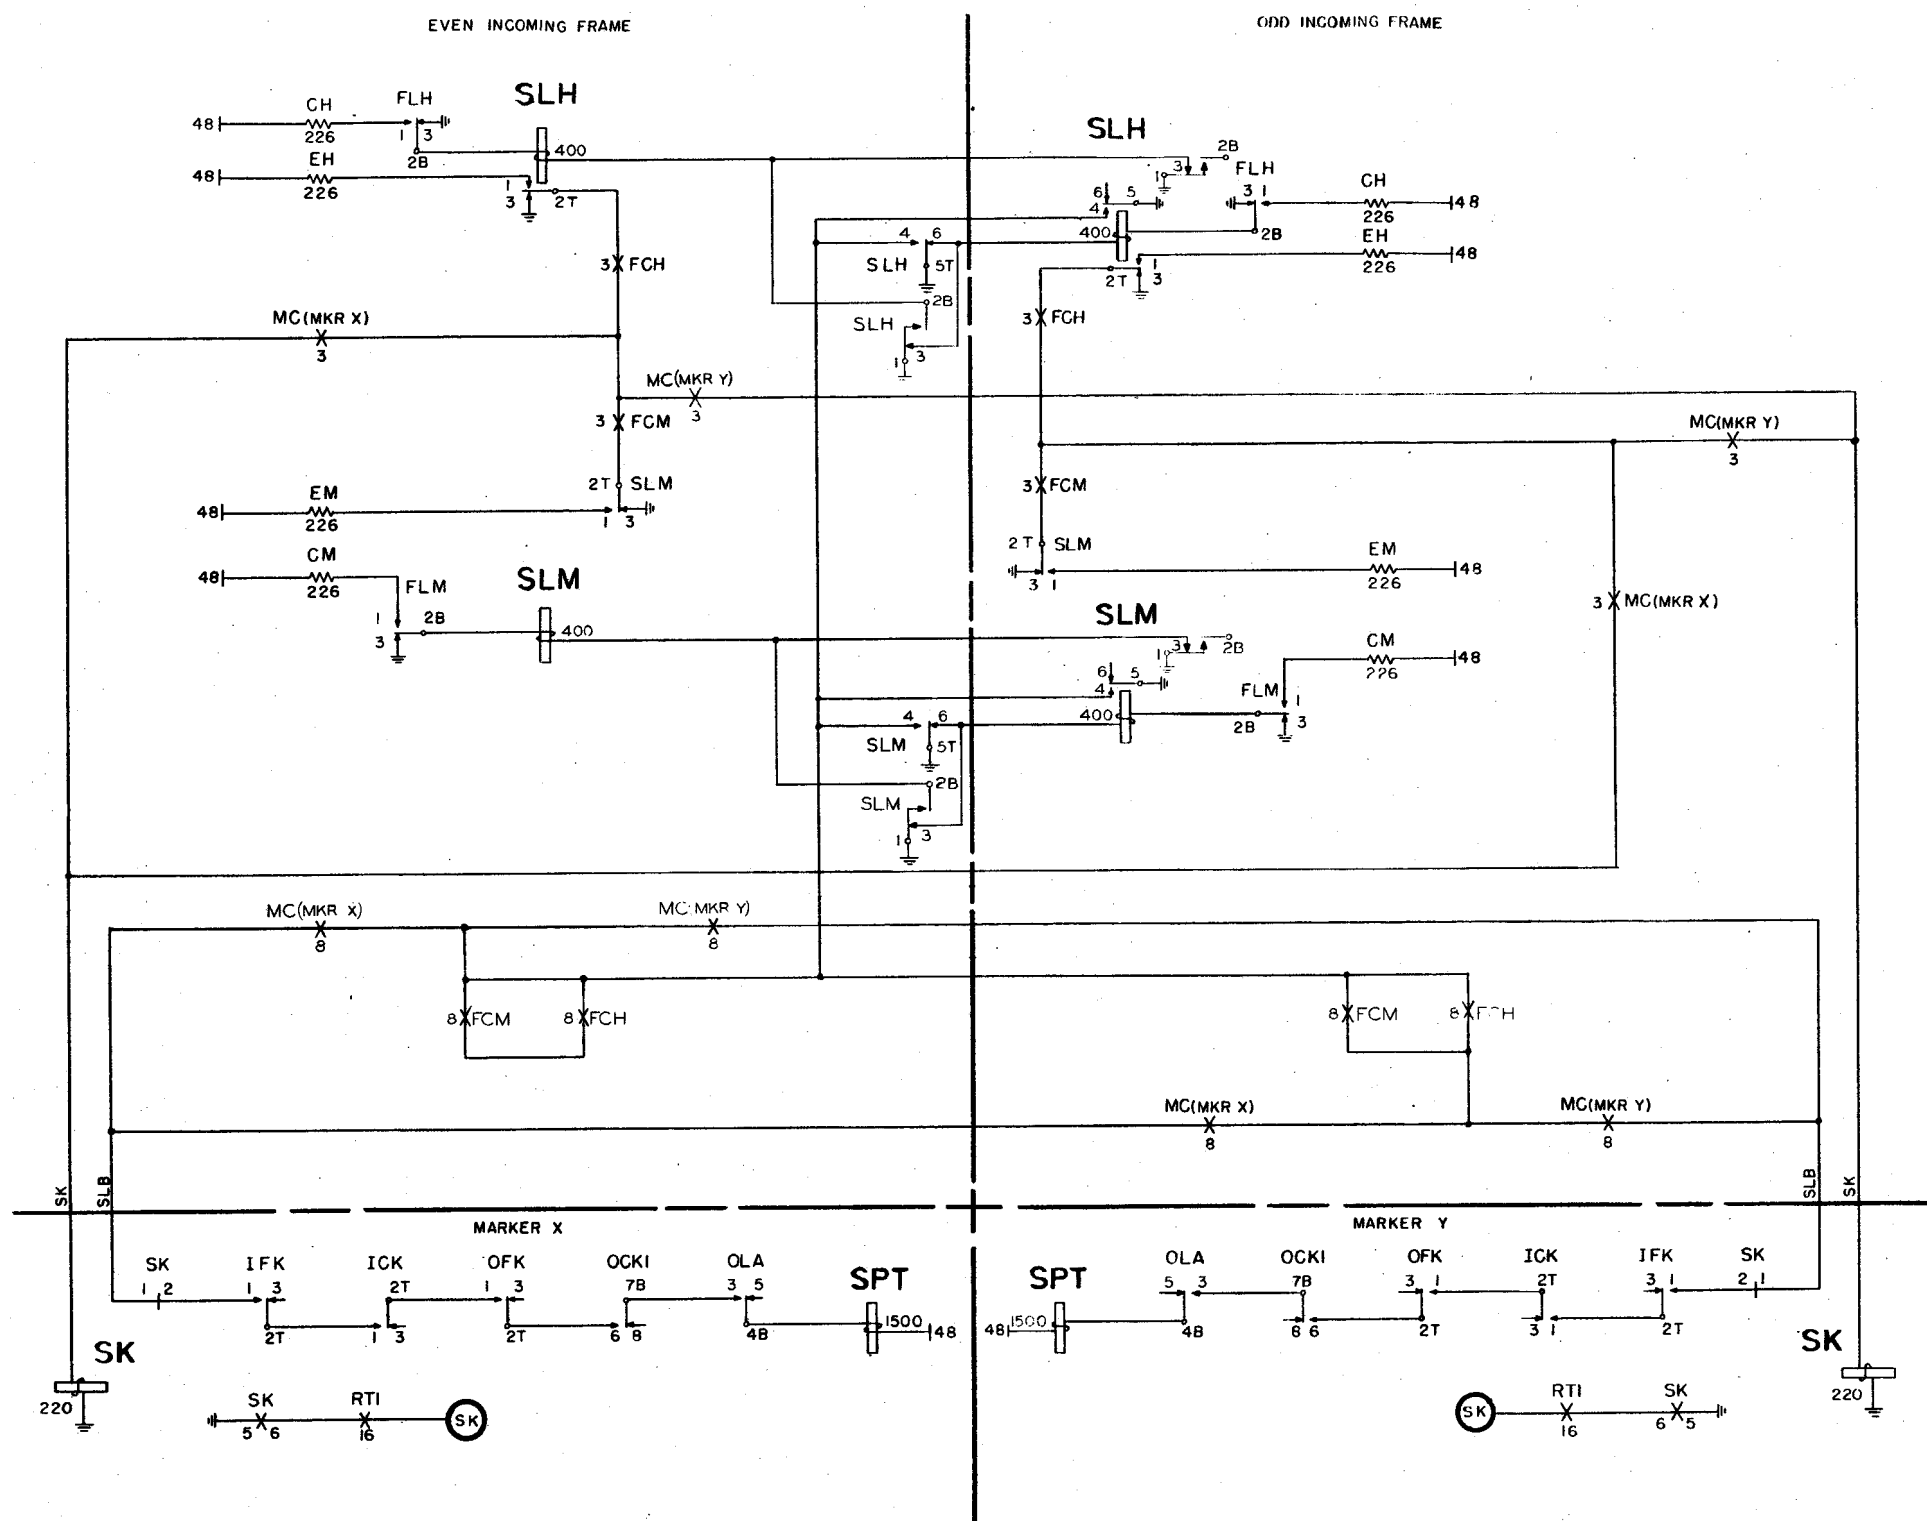 EVEN INCOMING FRAME
ODD INCOMING FRAME
SLH
CH
FLH
48
1 3
226
2B
400
EH
48
226
1
3
2T
3 FCH
MC(MKR X)
3
MC(MKR Y)
3
3 FCM
2T SLM
EM
48
226
1 3
CM
48
226
FLM
1
3
2B
SLM
400
SLH
2B
3
1
FLH
3 1
CH
48
226
6 5
4
400
2B
EH
48
226
4 6
SLH 5T
2T
1
3
2B
SLH
1 3
3 FCH
MC(MKR Y)
3
3 FCM
2T SLM
EM
48
226
3 1
3 MC(MKR X)
SLM
3
1
2B
CM
48
226
6 5
4
400
FLM
1
2B
3
4 6
SLM 5T
2B
SLM
1 3
MC(MKR X)
8
MC(MKR Y)
8
8 FCM
8 FCH
8 FCM
8 FCH
MC(MKR X)
8
MC(MKR Y)
8
SK
SLB
SLB
SK
MARKER X
MARKER Y
SK
1 2
IFK
1 3
2T
ICK
2T
1 3
OFK
1 3
2T
OCK1
7B
6 8
OLA
3 5
4B
SPT
1500
48
SPT
48
1500
OLA
5 3
4B
OCK1
7B
8 6
OFK
3 1
2T
ICK
2T
3 1
IFK
3 1
2T
SK
2 1
SK
220
SK
5 6
RT1
16
SK
SK
RT1
16
SK
6 5
SK
220